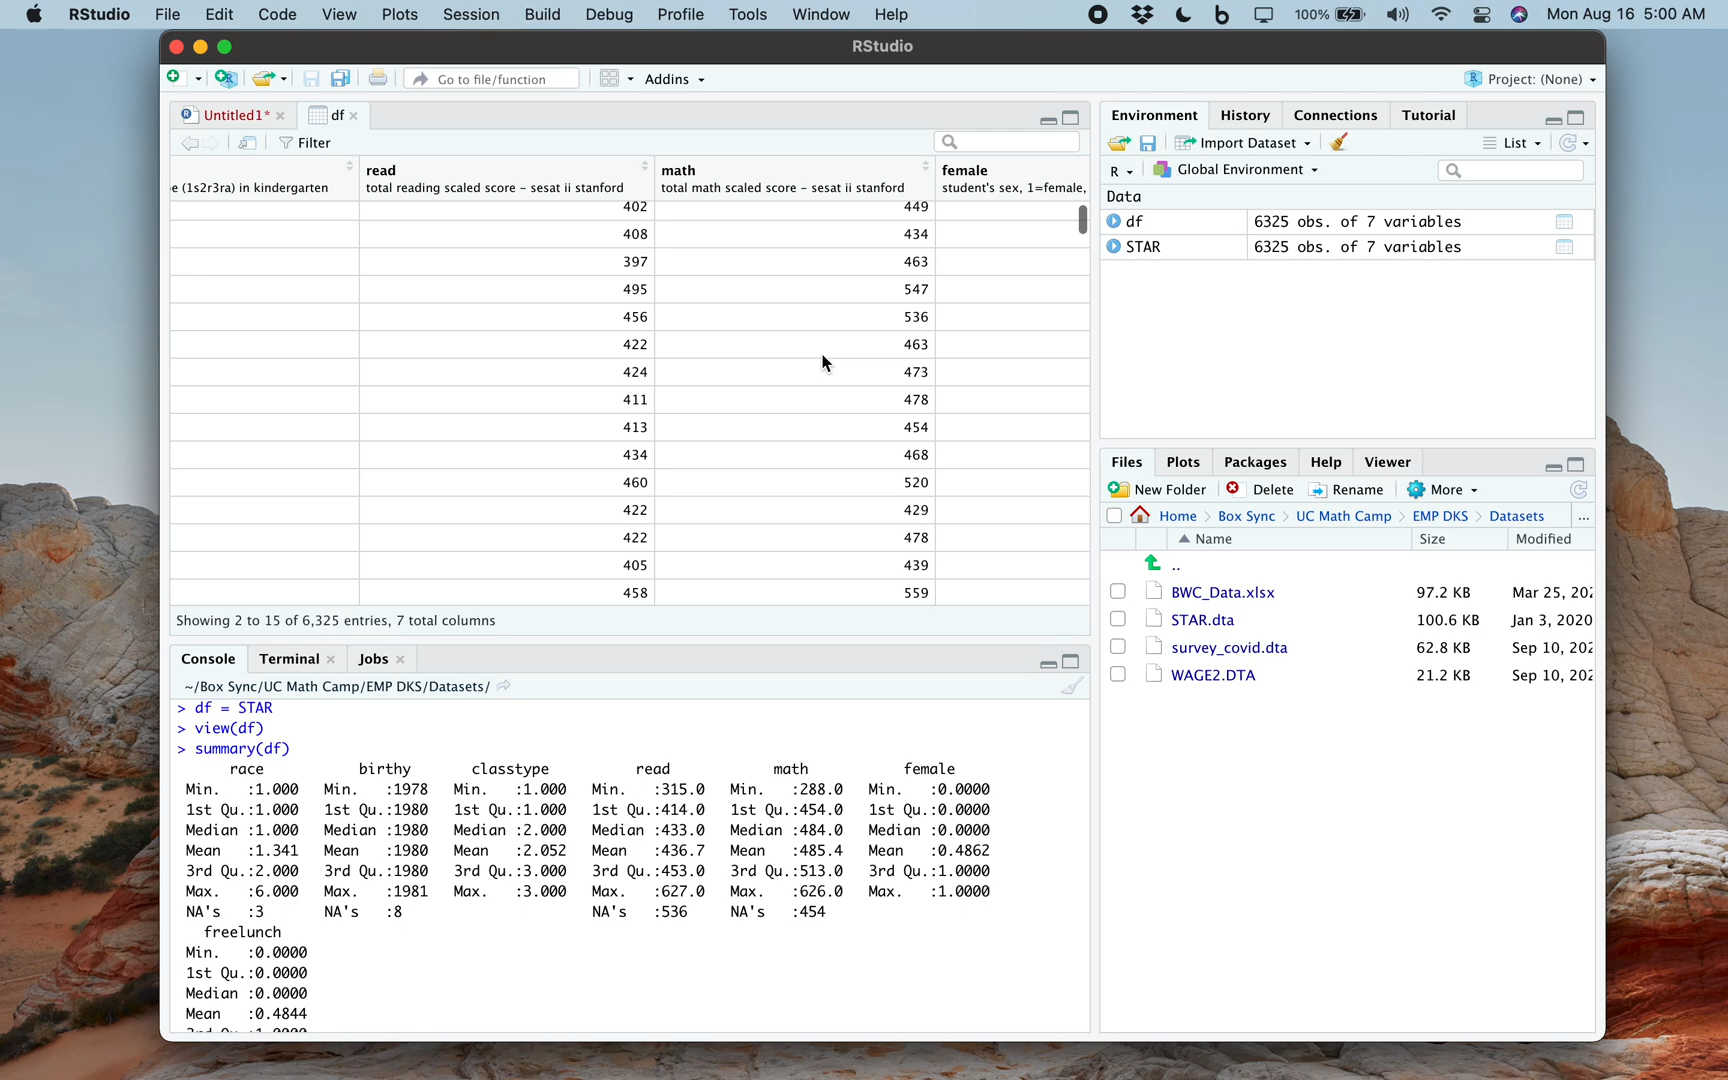 RStudio File Edit Code View Plots Session Build Debug Profile Tools Window Help 100% Mon Aug 16 5:00 AM
RStudio
Go to file/function Addins Project: (None)
Untitled1* df
Filter
e (1s2r3ra) in kindergarten
read
total reading scaled score – sesat ii stanford
math
total math scaled score – sesat ii stanford
female
student's sex, 1=female,
402 449
408 434
397 463
495 547
456 536
422 463
424 473
411 478
413 454
434 468
460 520
422 429
422 478
405 439
458 559
Showing 2 to 15 of 6,325 entries, 7 total columns
Console Terminal Jobs
~/Box Sync/UC Math Camp/EMP DKS/Datasets/
> df = STAR
> view(df)
> summary(df)
race birthy classtype read math female
Min. :1.000 Min. :1978 Min. :1.000 Min. :315.0 Min. :288.0 Min. :0.0000
1st Qu.:1.000 1st Qu.:1980 1st Qu.:1.000 1st Qu.:414.0 1st Qu.:454.0 1st Qu.:0.0000
Median :1.000 Median :1980 Median :2.000 Median :433.0 Median :484.0 Median :0.0000
Mean :1.341 Mean :1980 Mean :2.052 Mean :436.7 Mean :485.4 Mean :0.4862
3rd Qu.:2.000 3rd Qu.:1980 3rd Qu.:3.000 3rd Qu.:453.0 3rd Qu.:513.0 3rd Qu.:1.0000
Max. :6.000 Max. :1981 Max. :3.000 Max. :627.0 Max. :626.0 Max. :1.0000
NA's :3 NA's :8 NA's :536 NA's :454
freelunch
Min. :0.0000
1st Qu.:0.0000
Median :0.0000
Mean :0.4844
3rd Qu.:1.0000
Environment History Connections Tutorial
Import Dataset List
R Global Environment
Data
df 6325 obs. of 7 variables
STAR 6325 obs. of 7 variables
Files Plots Packages Help Viewer
New Folder Delete Rename More
Home > Box Sync > UC Math Camp > EMP DKS > Datasets ...
Name Size Modified
..
BWC_Data.xlsx 97.2 KB Mar 25, 202
STAR.dta 100.6 KB Jan 3, 2020
survey_covid.dta 62.8 KB Sep 10, 202
WAGE2.DTA 21.2 KB Sep 10, 202